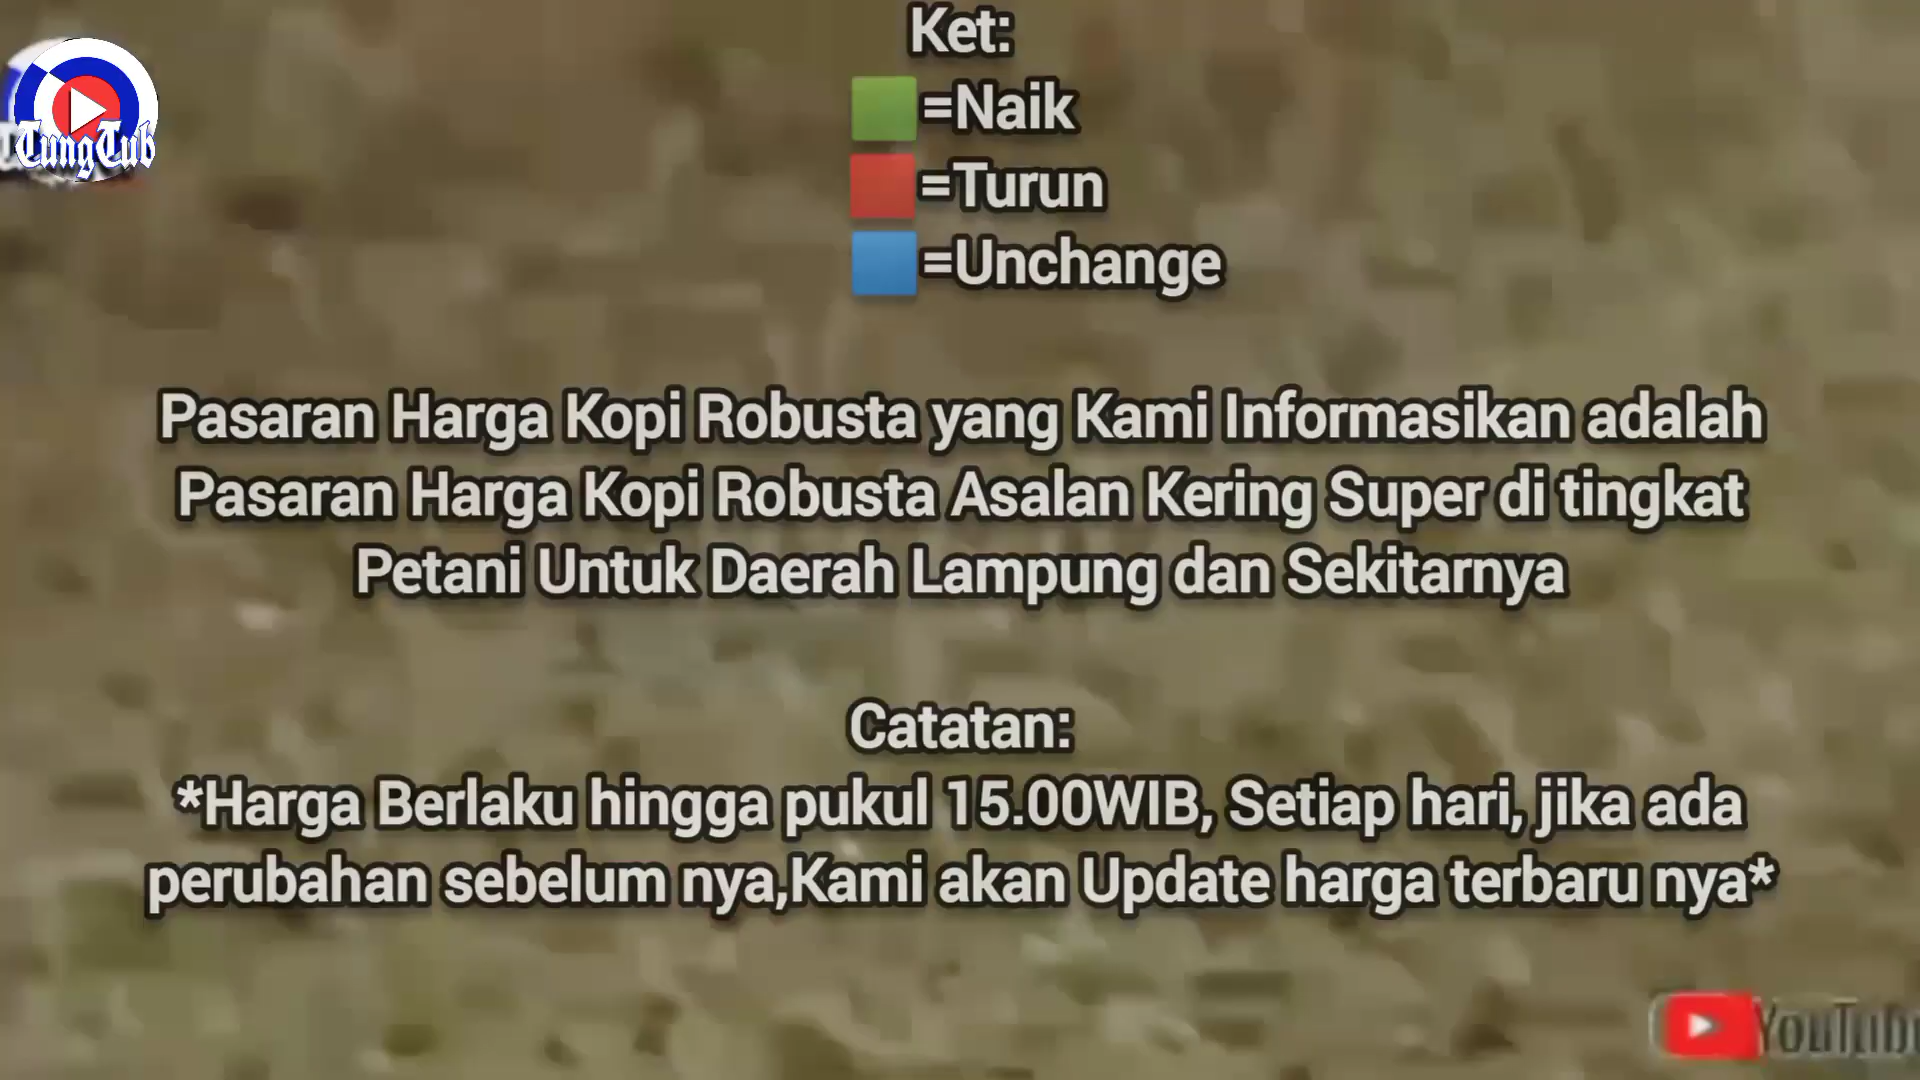 Ket:
🟩=Naik
🟥=Turun
🟦=Unchange
Pasaran Harga Kopi Robusta yang Kami Informasikan adalah
Pasaran Harga Kopi Robusta Asalan Kering Super di tingkat
Petani Untuk Daerah Lampung dan Sekitarnya
Catatan:
*Harga Berlaku hingga pukul 15.00WIB, Setiap hari, jika ada
perubahan sebelum nya,Kami akan Update harga terbaru nya*
TungTub
YouTube